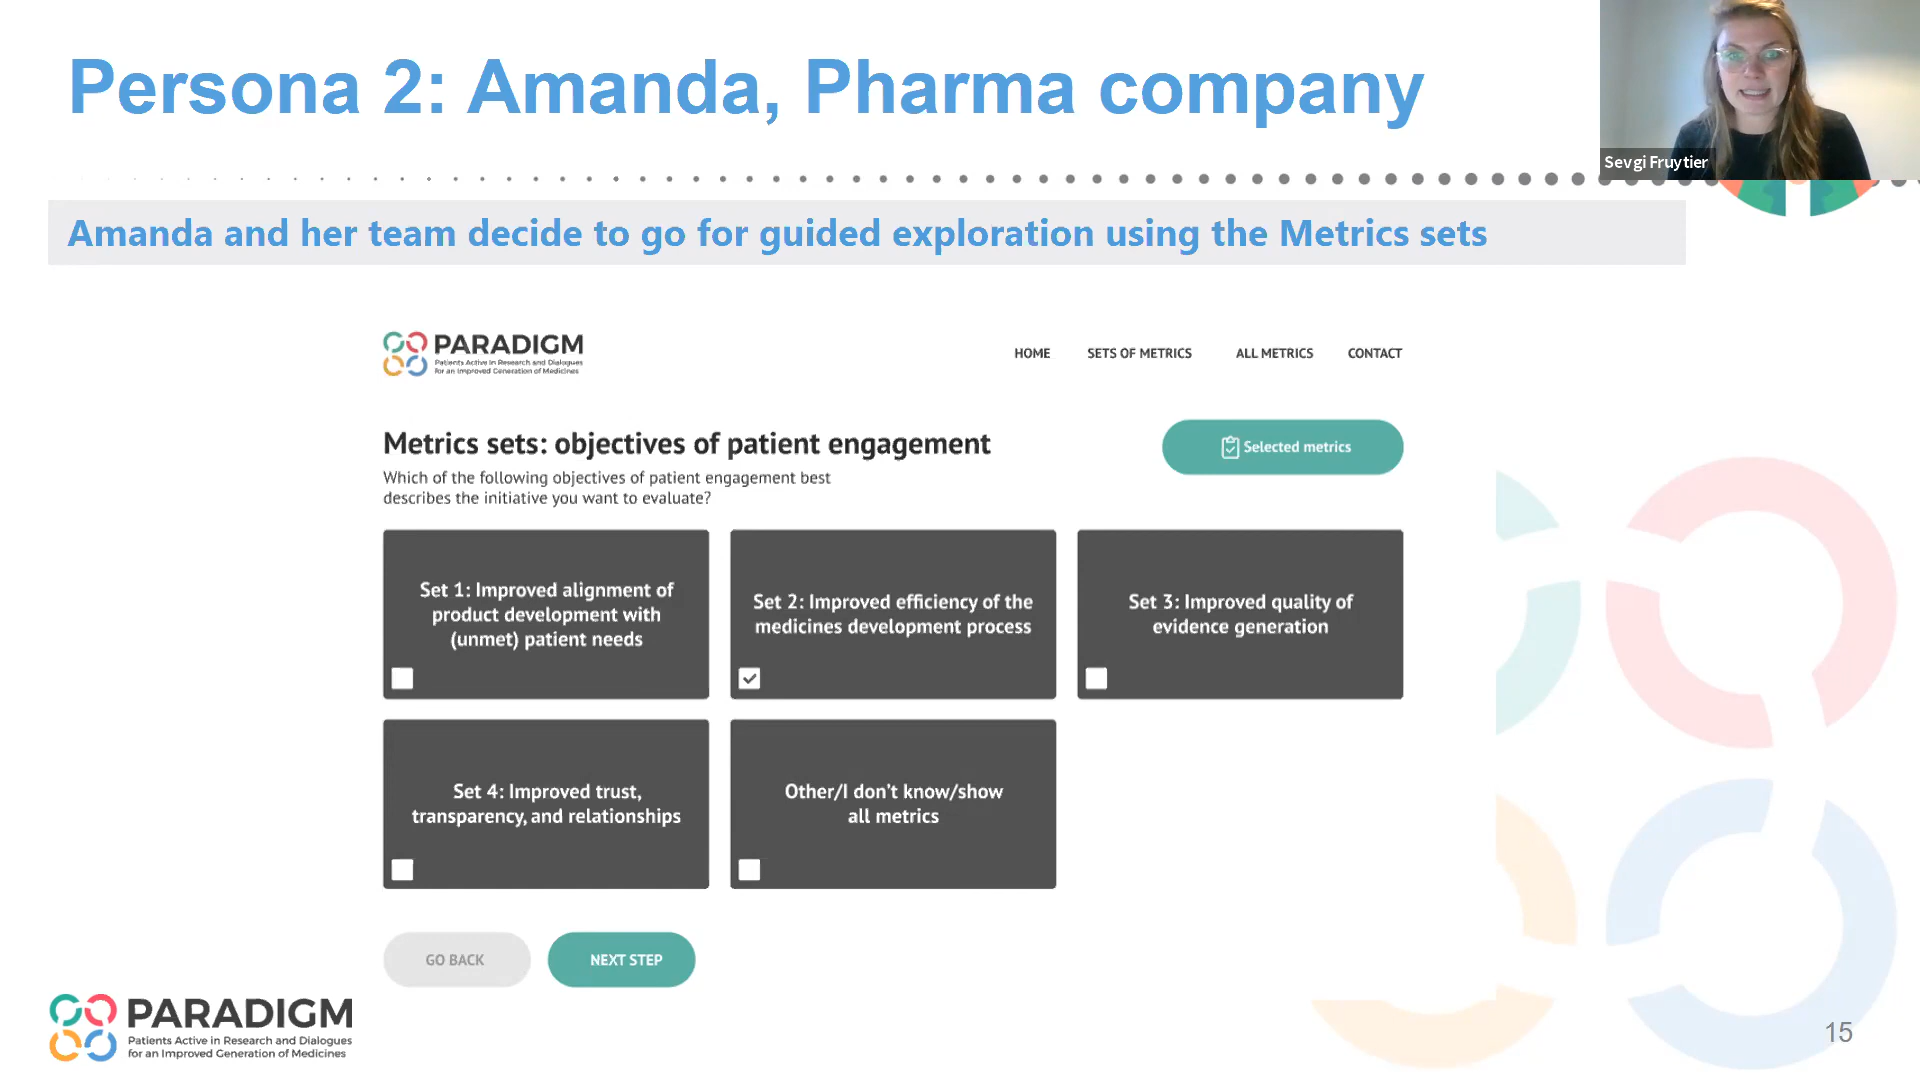 Persona 2: Amanda, Pharma company
Sevgi Fruytier
Amanda and her team decide to go for guided exploration using the Metrics sets
PARADIGM
Patients Active in Research and Dialogues
for an Improved Generation of Medicines
HOME
SETS OF METRICS
ALL METRICS
CONTACT
Metrics sets: objectives of patient engagement
Selected metrics
Which of the following objectives of patient engagement best
describes the initiative you want to evaluate?
Set 1: Improved alignment of
product development with
(unmet) patient needs
Set 2: Improved efficiency of the
medicines development process
Set 3: Improved quality of
evidence generation
Set 4: Improved trust,
transparency, and relationships
Other/I don't know/show
all metrics
GO BACK
NEXT STEP
PARADIGM
Patients Active in Research and Dialogues
for an Improved Generation of Medicines
15